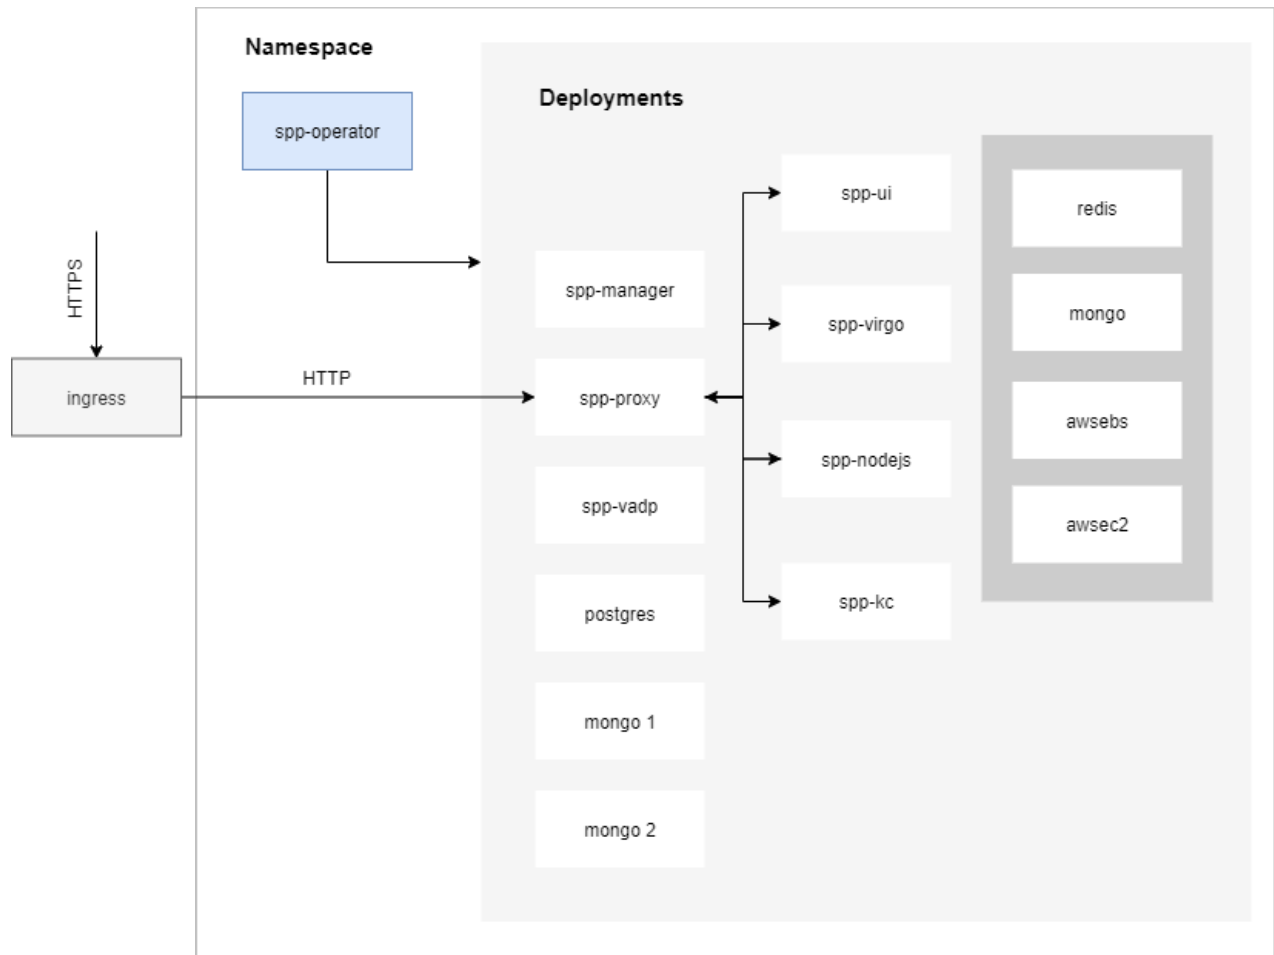 Namespace
Deployments
spp-operator
HTTPS
ingress
HTTP
spp-manager
spp-proxy
spp-vadp
postgres
mongo 1
mongo 2
spp-ui
spp-virgo
spp-nodejs
spp-kc
redis
mongo
awsebs
awsec2